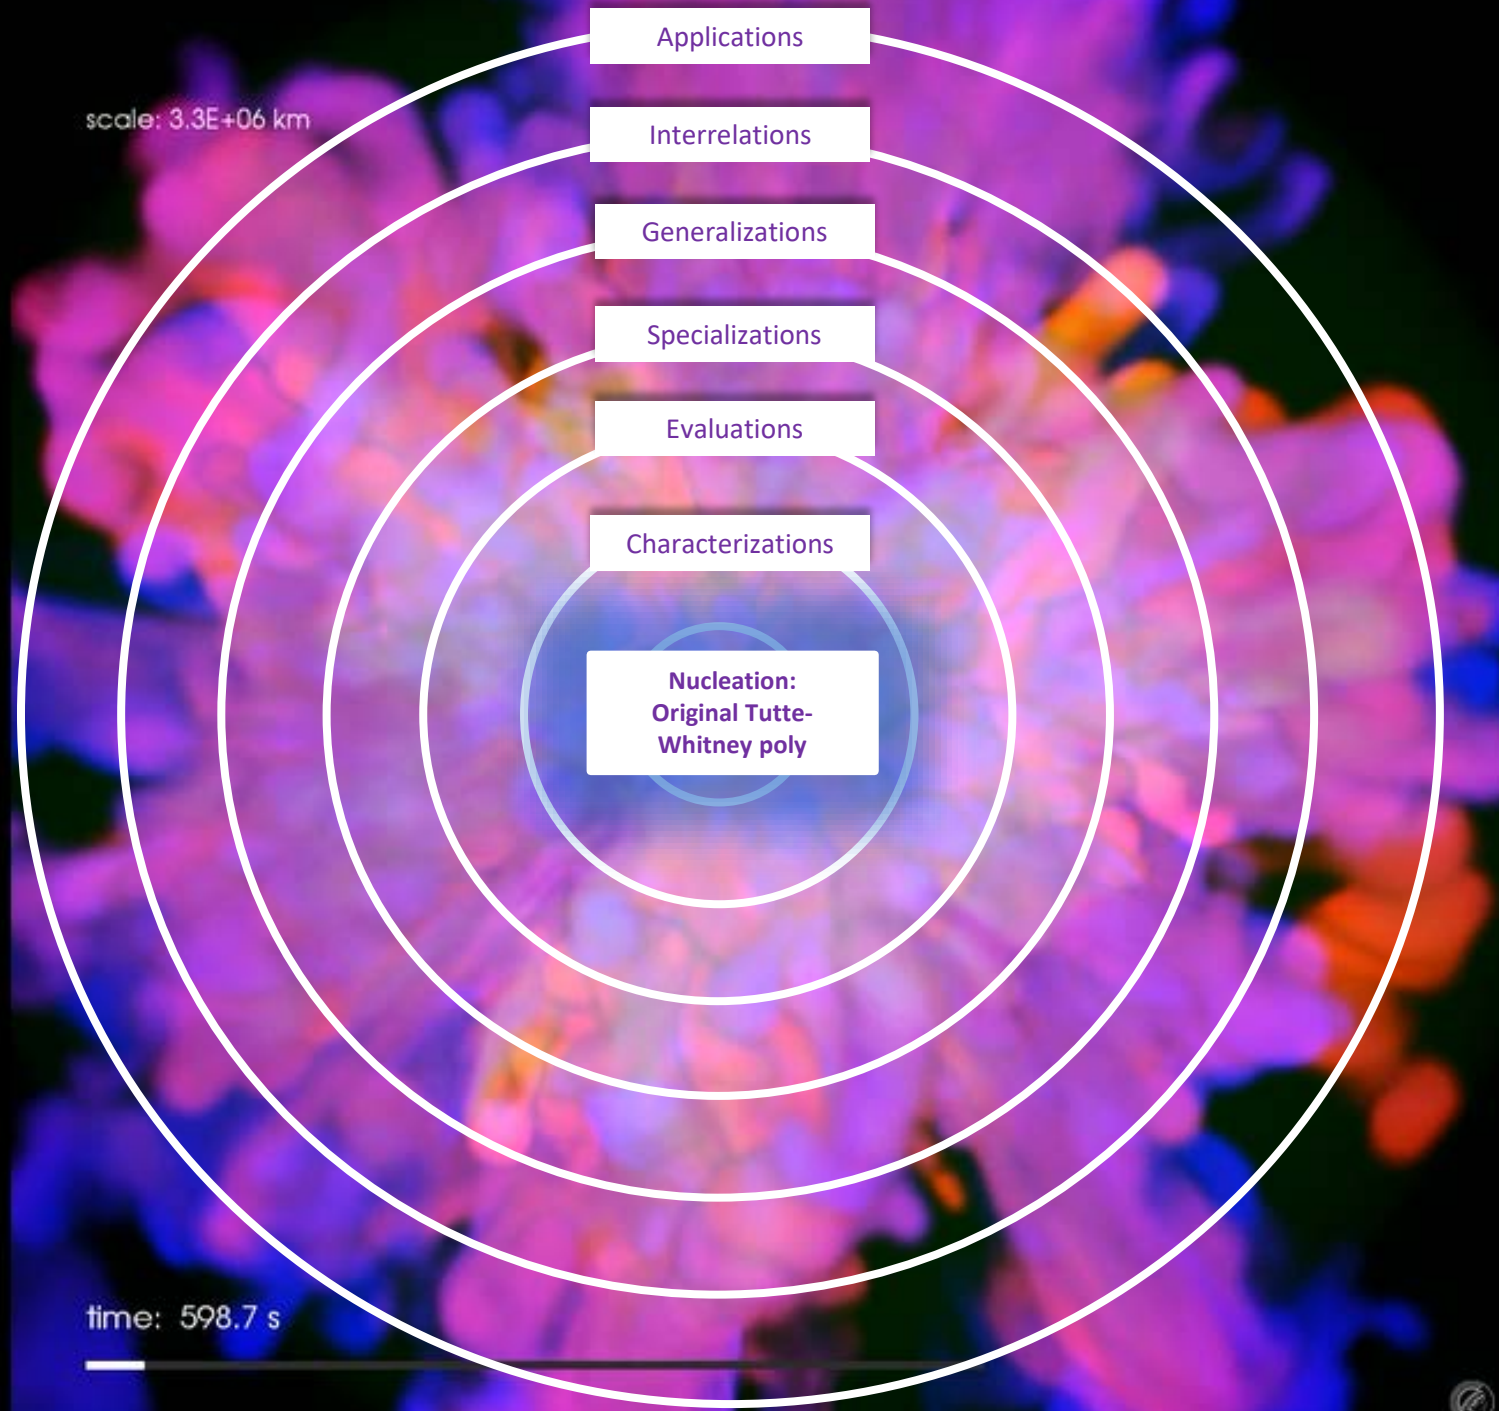 Applications
scale: 3.3E+06 km
Interrelations
Generalizations
Specializations
Evaluations
Characterizations
Nucleation:
Original Tutte-
Whitney poly
time: 598.7 s